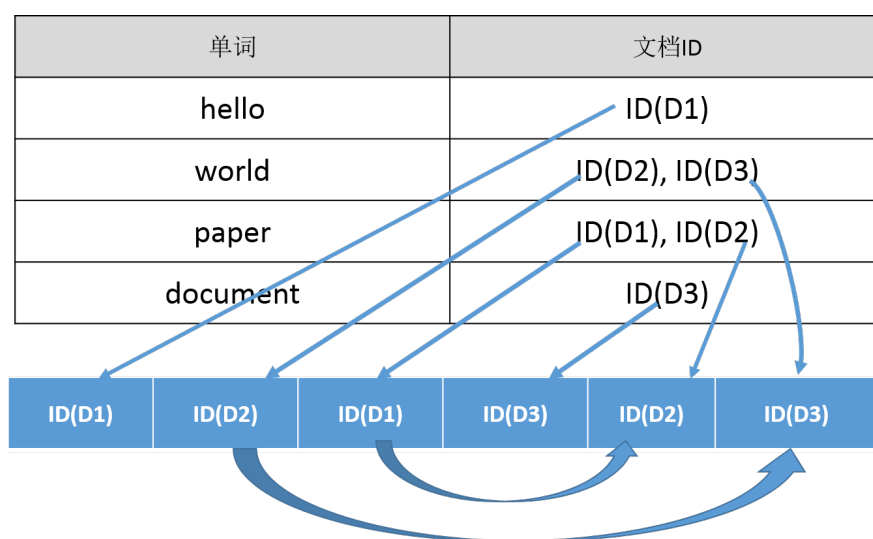 单词 文档ID
hello ID(D1)
world ID(D2), ID(D3)
paper ID(D1), ID(D2)
document ID(D3)
ID(D1) ID(D2) ID(D1) ID(D3) ID(D2) ID(D3)